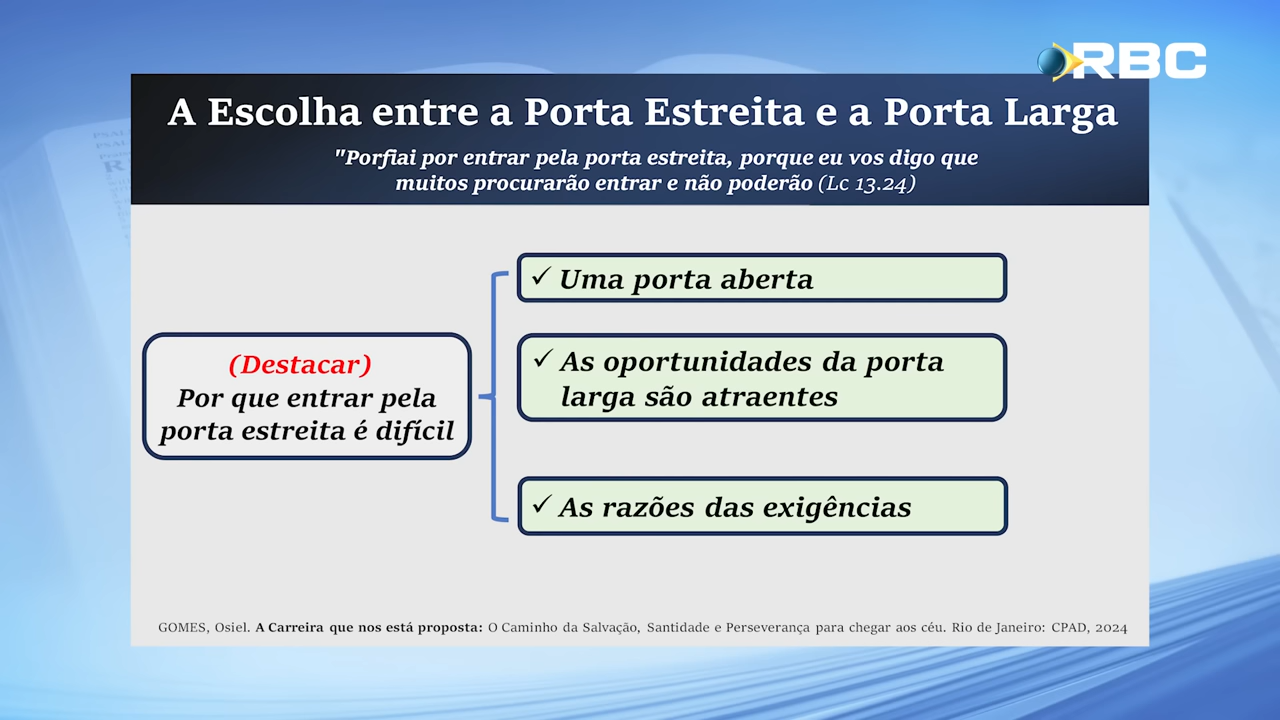 RBC
A Escolha entre a Porta Estreita e a Porta Larga
"Porfiai por entrar pela porta estreita, porque eu vos digo que
muitos procurarão entrar e não poderão (Lc 13.24)
✓ Uma porta aberta
(Destacar)
Por que entrar pela
porta estreita é difícil
✓ As oportunidades da porta
larga são atraentes
✓ As razões das exigências
GOMES, Osiel. A Carreira que nos está proposta: O Caminho da Salvação, Santidade e Perseverança para chegar aos céu. Rio de Janeiro: CPAD, 2024